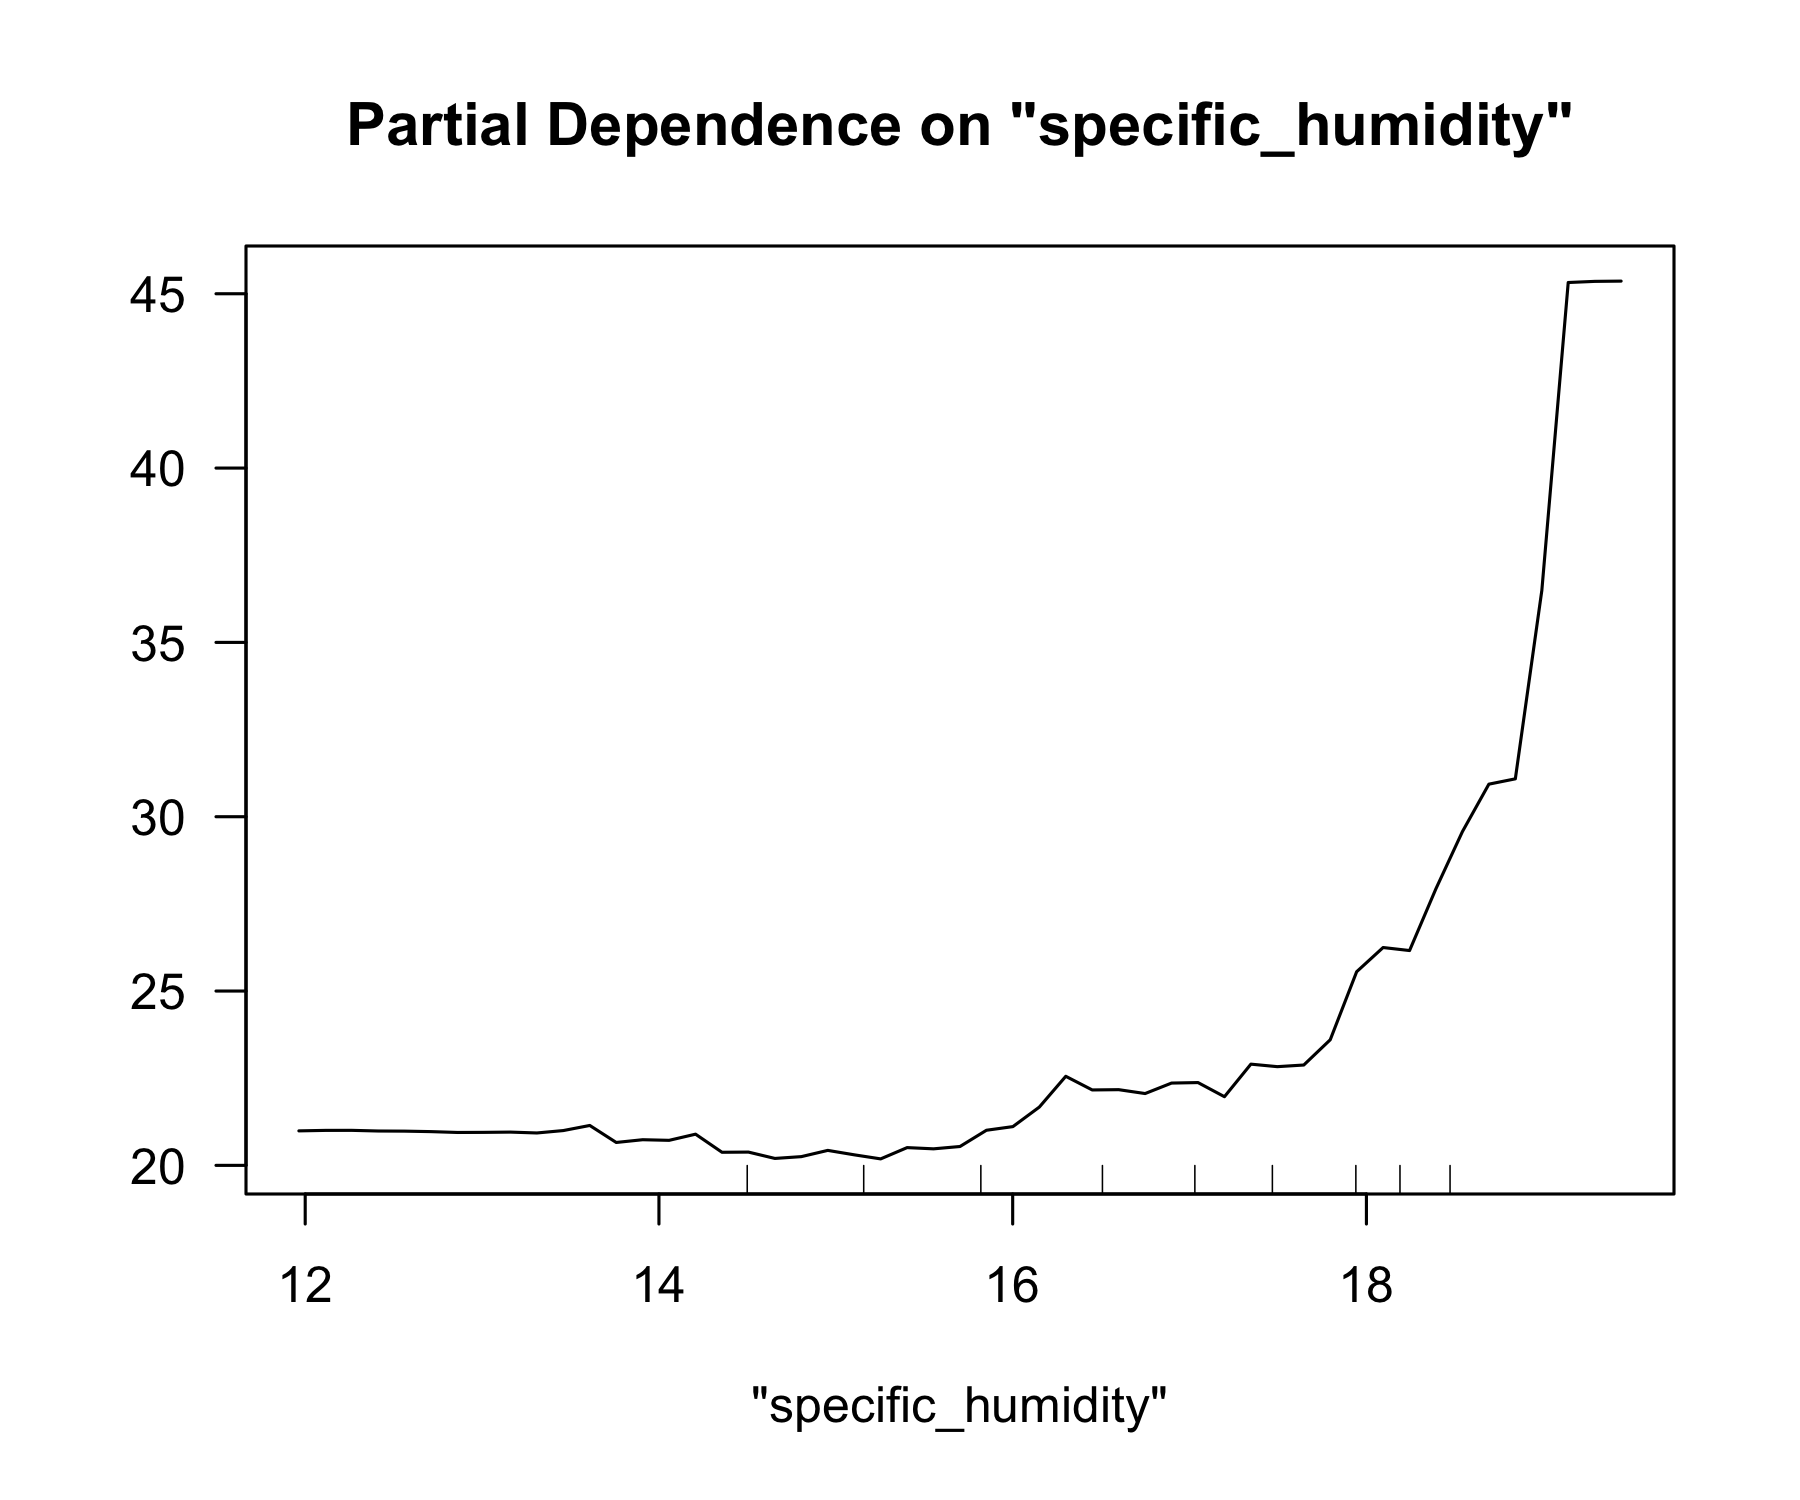 Partial Dependence on "specific_humidity"
45
40
35
30
25
20
12 14 16 18
"specific_humidity"